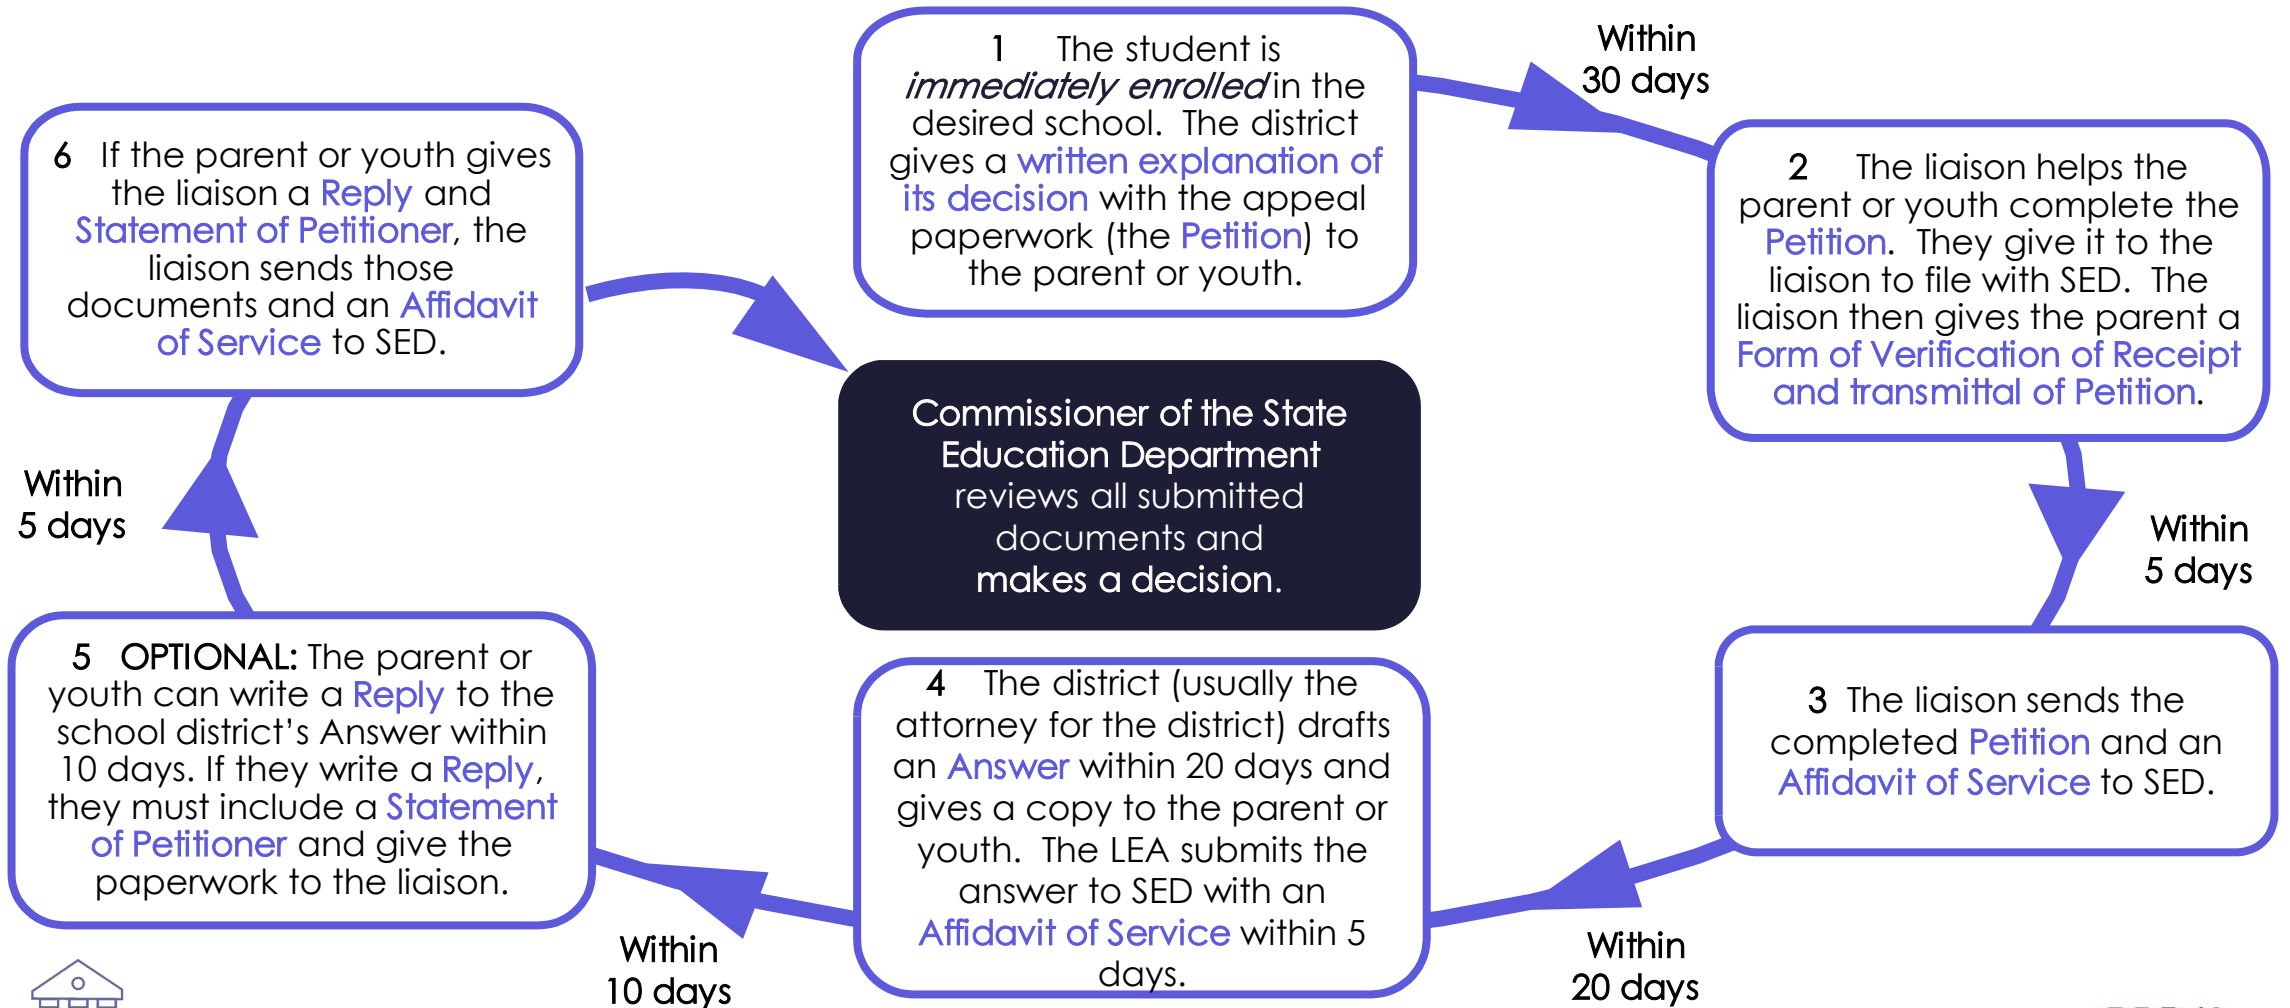 1 The student is
immediately enrolled in the
desired school. The district
gives a written explanation of
its decision with the appeal
paperwork (the Petition) to
the parent or youth.
Within
30 days
2 The liaison helps the
parent or youth complete the
Petition. They give it to the
liaison to file with SED. The
liaison then gives the parent a
Form of Verification of Receipt
and transmittal of Petition.
Within
5 days
3 The liaison sends the
completed Petition and an
Affidavit of Service to SED.
Within
20 days
4 The district (usually the
attorney for the district) drafts
an Answer within 20 days and
gives a copy to the parent or
youth. The LEA submits the
answer to SED with an
Affidavit of Service within 5
days.
Within
10 days
5 OPTIONAL: The parent or
youth can write a Reply to the
school district’s Answer within
10 days. If they write a Reply,
they must include a Statement
of Petitioner and give the
paperwork to the liaison.
Within
5 days
6 If the parent or youth gives
the liaison a Reply and
Statement of Petitioner, the
liaison sends those
documents and an Affidavit
of Service to SED.
Commissioner of the State
Education Department
reviews all submitted
documents and
makes a decision.